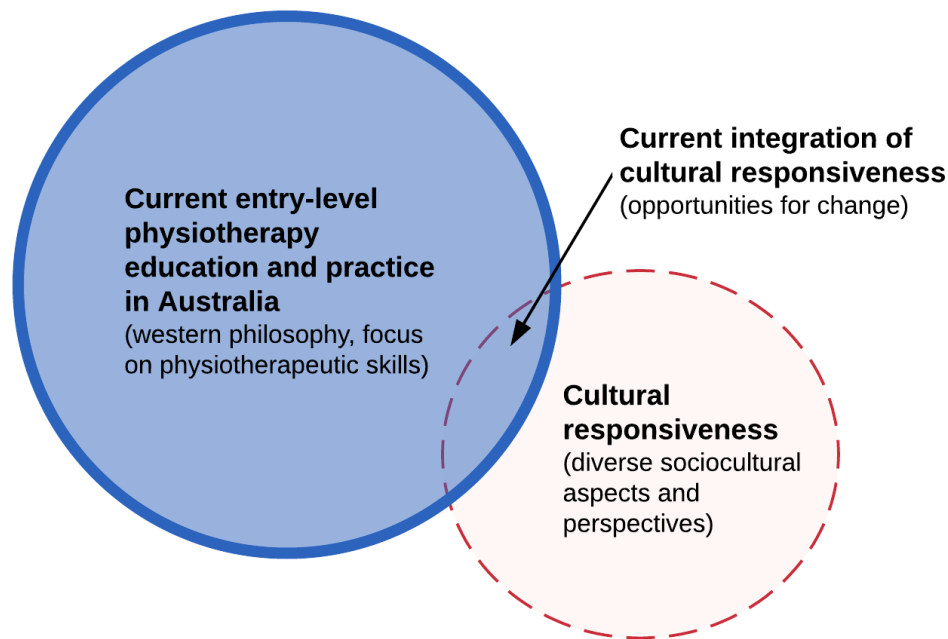 Current entry-level
physiotherapy
education and practice
in Australia
(western philosophy, focus
on physiotherapeutic skills)
Current integration of
cultural responsiveness
(opportunities for change)
Cultural
responsiveness
(diverse sociocultural
aspects and
perspectives)